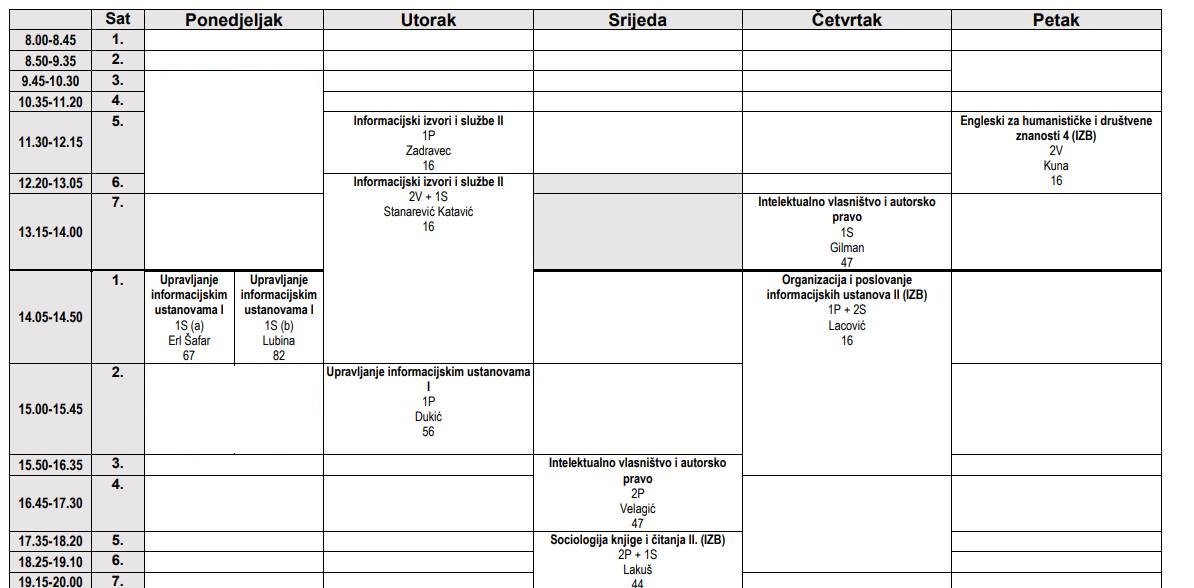 Sat Ponedjeljak Utorak Srijeda Četvrtak Petak
8.00-8.45 1.
8.50-9.35 2.
9.45-10.30 3.
10.35-11.20 4.
11.30-12.15 5.
Informacijski izvori i službe II
1P
Zadravec
16
Engleski za humanističke i društvene
znanosti 4 (IZB)
2V
Kuna
16
12.20-13.05 6.
Informacijski izvori i službe II
2V + 1S
Stanarević Katavić
16
13.15-14.00 7.
Intelektualno vlasništvo i autorsko
pravo
1S
Gilman
47
14.05-14.50 1.
Upravljanje
informacijskim
ustanovama I
1S (a)
Erl Šafar
67
Upravljanje
informacijskim
ustanovama I
1S (b)
Lubina
82
Organizacija i poslovanje
informacijskih ustanova II (IZB)
1P + 2S
Lacović
16
15.00-15.45 2.
Upravljanje informacijskim ustanovama
I
1P
Dukić
56
15.50-16.35 3.
Intelektualno vlasništvo i autorsko
pravo
2P
Velagić
47
16.45-17.30 4.
17.35-18.20 5.
Sociologija knjige i čitanja II. (IZB)
2P + 1S
Lakuš
44
18.25-19.10 6.
19.15-20.00 7.